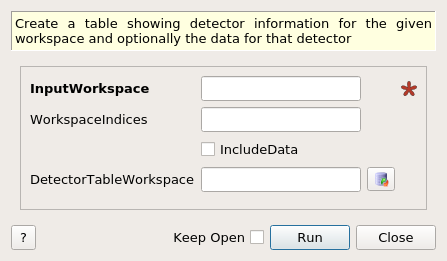 Create a table showing detector information for the given
workspace and optionally the data for that detector
InputWorkspace
WorkspaceIndices
IncludeData
DetectorTableWorkspace
? Keep Open Run Close